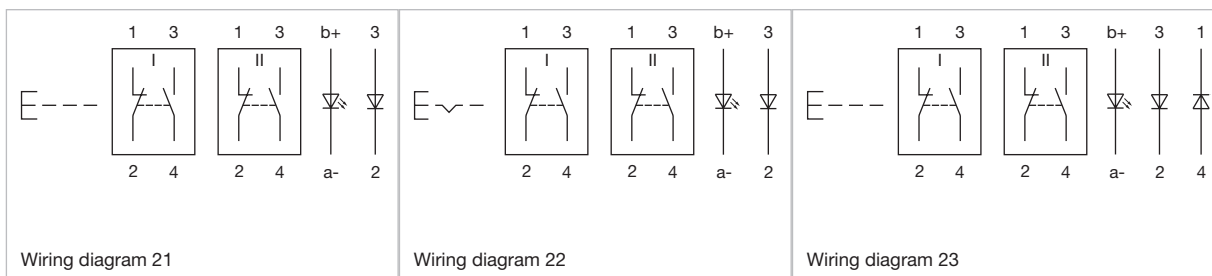 1 3 1 3 b+ 3
I II
2 4 2 4 a- 2
Wiring diagram 21
1 3 1 3 b+ 3
I II
2 4 2 4 a- 2
Wiring diagram 22
1 3 1 3 b+ 3 1
I II
2 4 2 4 a- 2 4
Wiring diagram 23